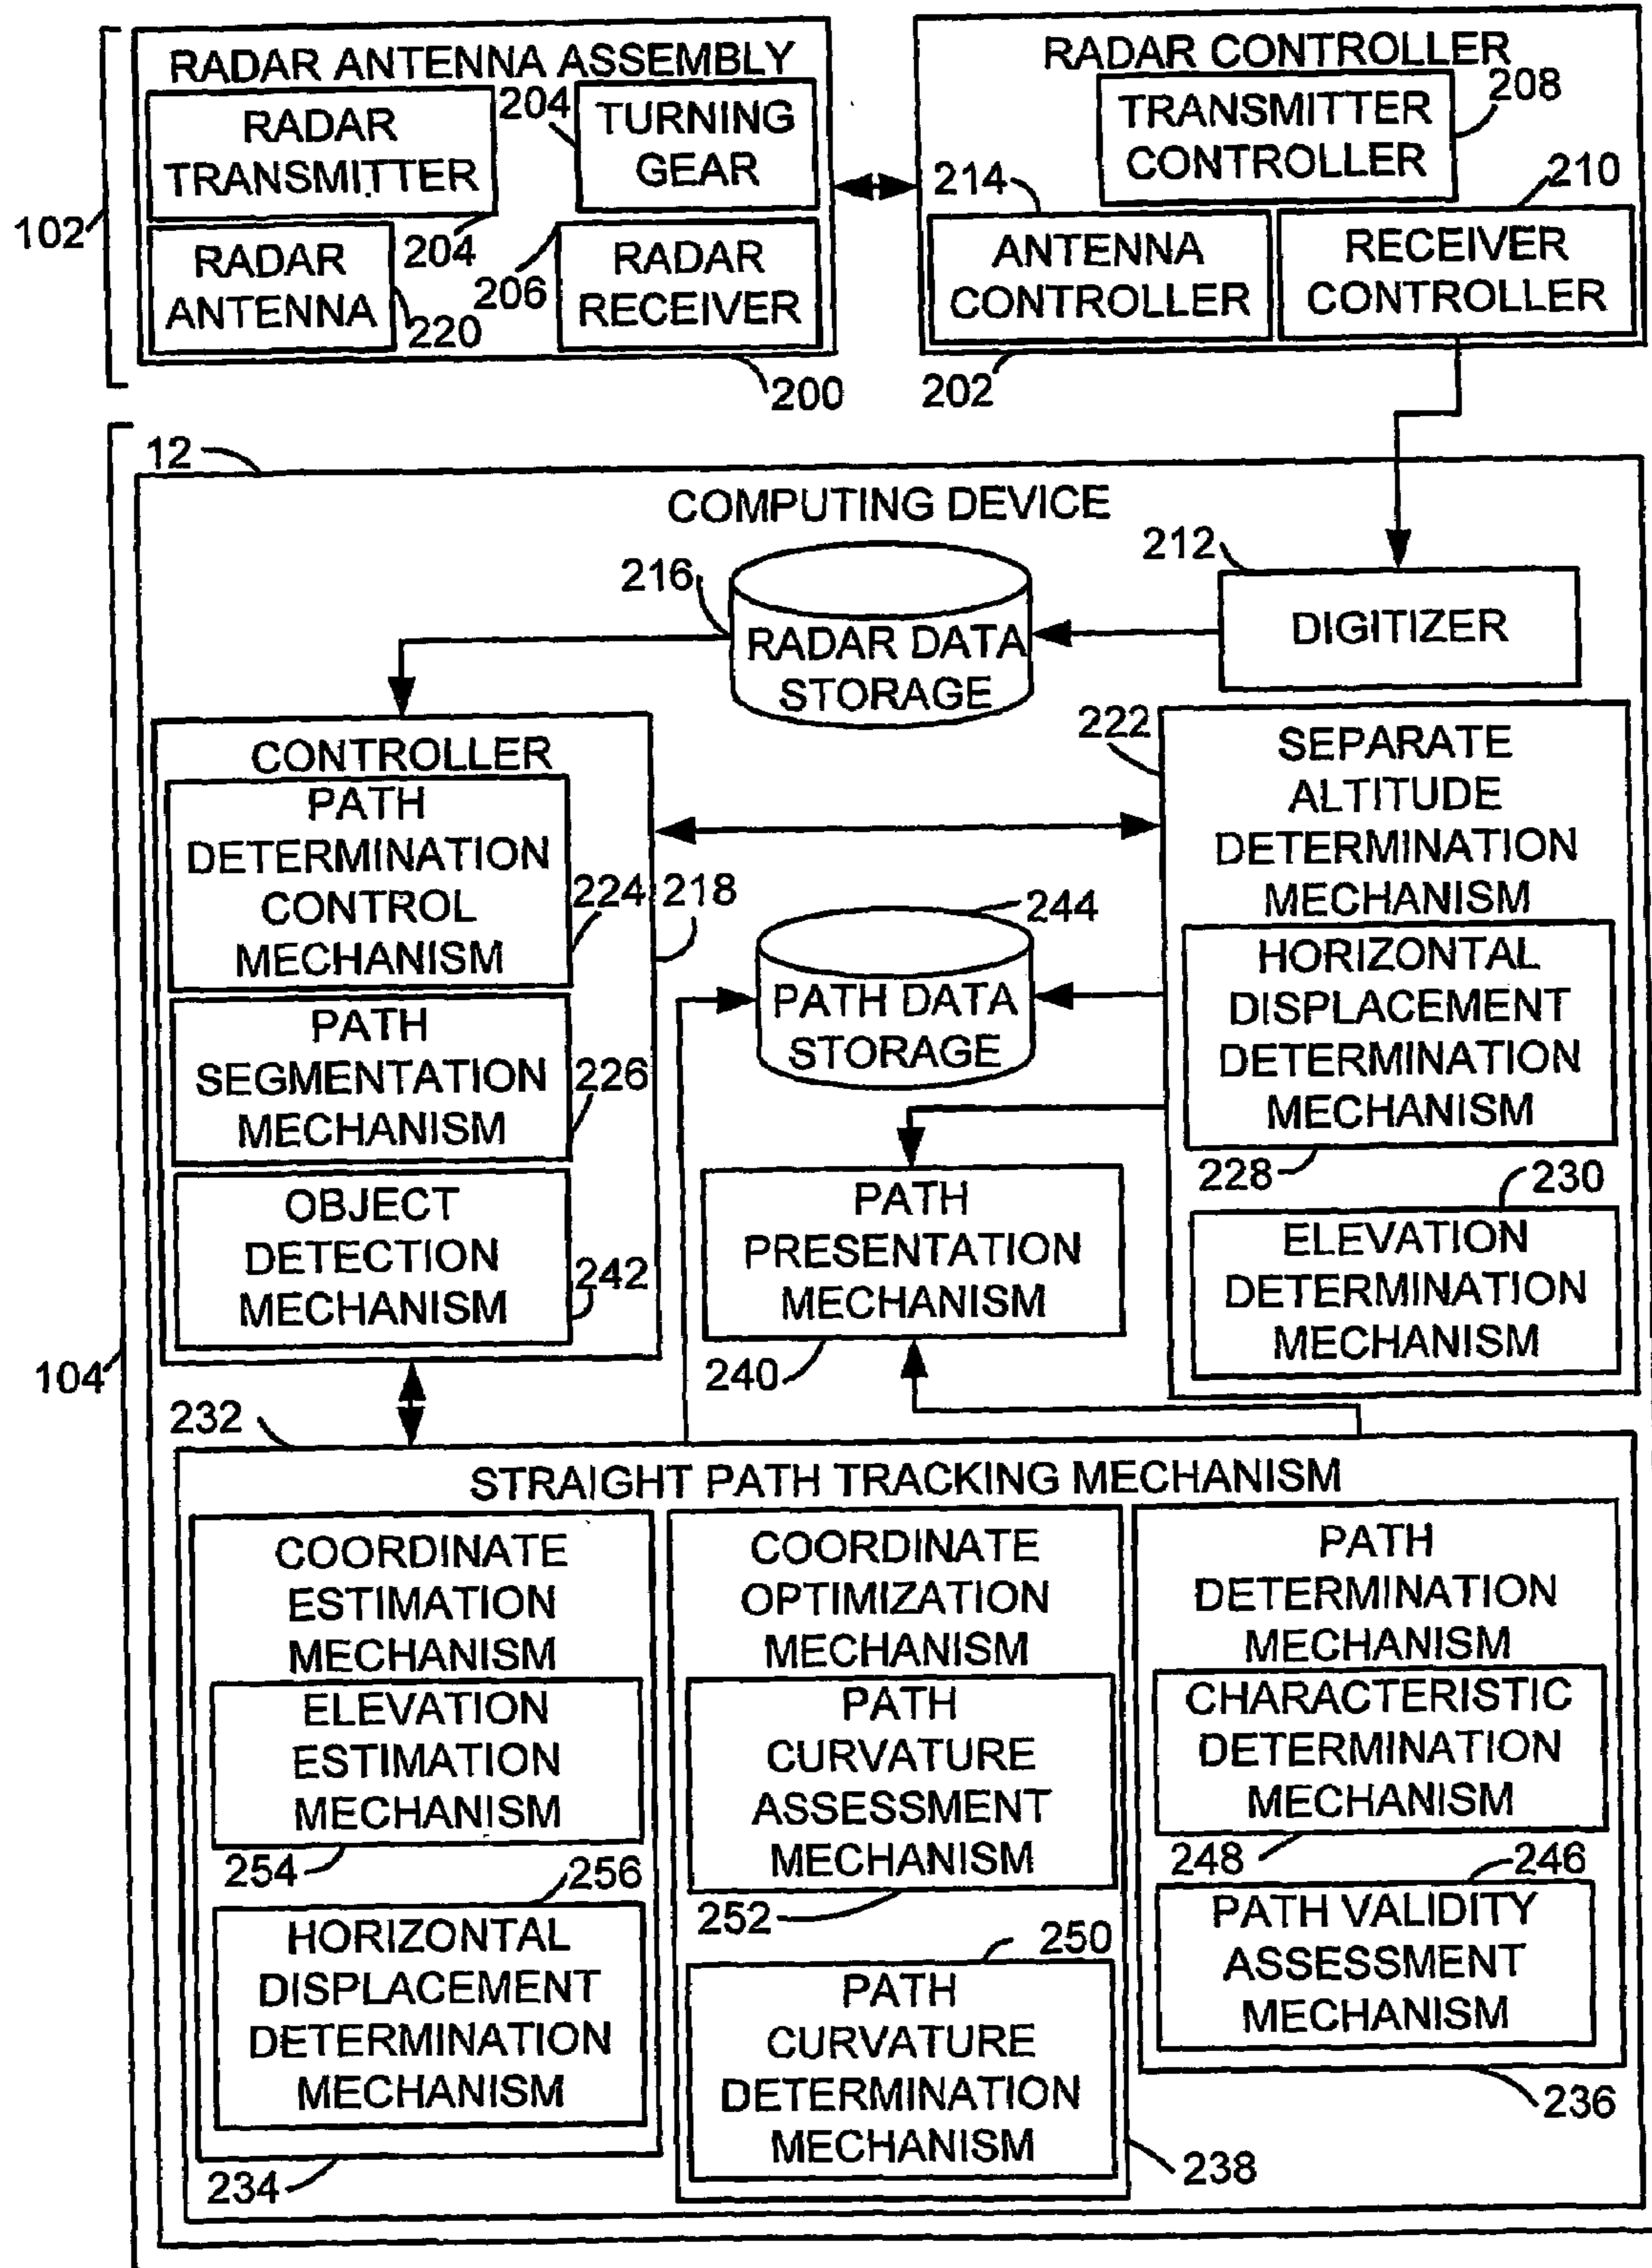 RADAR ANTENNA ASSEMBLY
RADAR
TRANSMITTER
204
TURNING
GEAR
204
RADAR
ANTENNA
220
206
RADAR
RECEIVER
200
102
RADAR CONTROLLER
TRANSMITTER
CONTROLLER
208
214
210
ANTENNA
CONTROLLER
RECEIVER
CONTROLLER
202
104
12
COMPUTING DEVICE
212
DIGITIZER
216
RADAR DATA
STORAGE
CONTROLLER
PATH
DETERMINATION
CONTROL
MECHANISM
224
218
PATH
SEGMENTATION
MECHANISM
226
OBJECT
DETECTION
MECHANISM
242
222
SEPARATE
ALTITUDE
DETERMINATION
MECHANISM
HORIZONTAL
DISPLACEMENT
DETERMINATION
MECHANISM
228
230
ELEVATION
DETERMINATION
MECHANISM
244
PATH DATA
STORAGE
PATH
PRESENTATION
MECHANISM
240
232
STRAIGHT PATH TRACKING MECHANISM
COORDINATE
ESTIMATION
MECHANISM
ELEVATION
ESTIMATION
MECHANISM
254
256
HORIZONTAL
DISPLACEMENT
DETERMINATION
MECHANISM
234
COORDINATE
OPTIMIZATION
MECHANISM
PATH
CURVATURE
ASSESSMENT
MECHANISM
252
250
PATH
CURVATURE
DETERMINATION
MECHANISM
238
PATH
DETERMINATION
MECHANISM
CHARACTERISTIC
DETERMINATION
MECHANISM
248
246
PATH VALIDITY
ASSESSMENT
MECHANISM
236